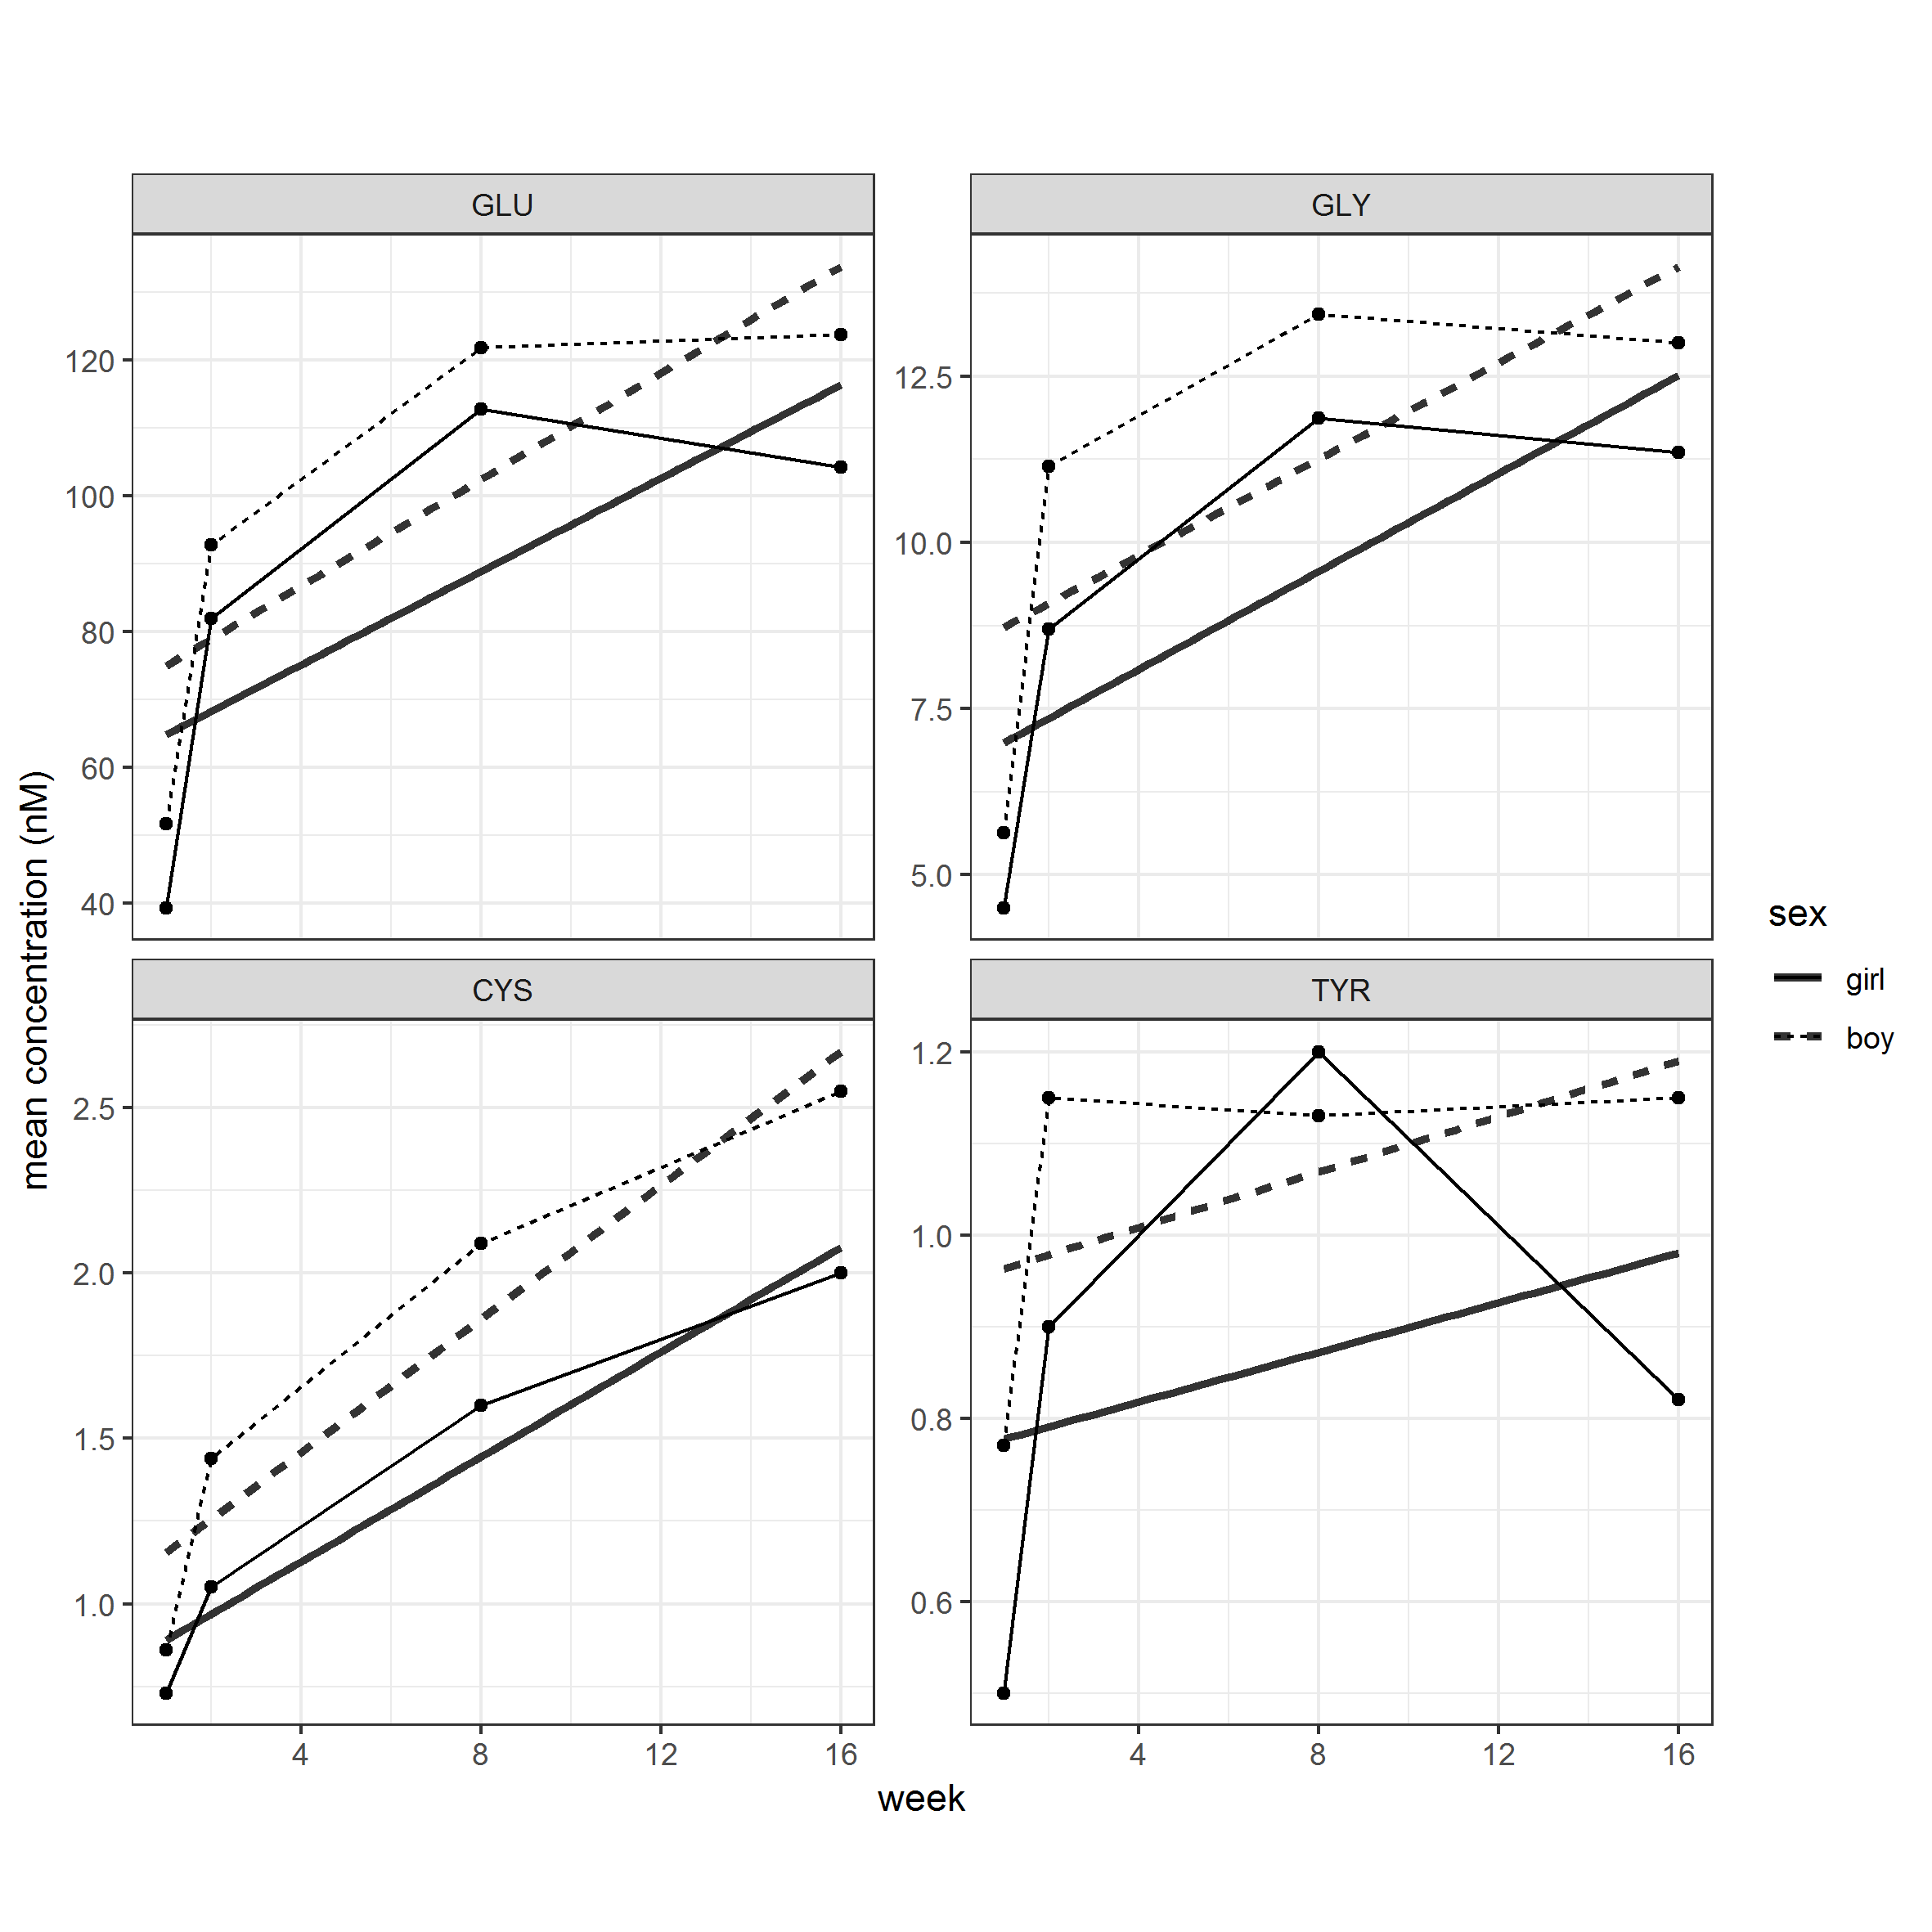 GLU
GLY
120
100
80
60
40
12.5
10.0
7.5
5.0
CYS
TYR
2.5
2.0
1.5
1.0
1.2
1.0
0.8
0.6
4 8 12 16
4 8 12 16
week
mean concentration (nM)
sex
girl
boy